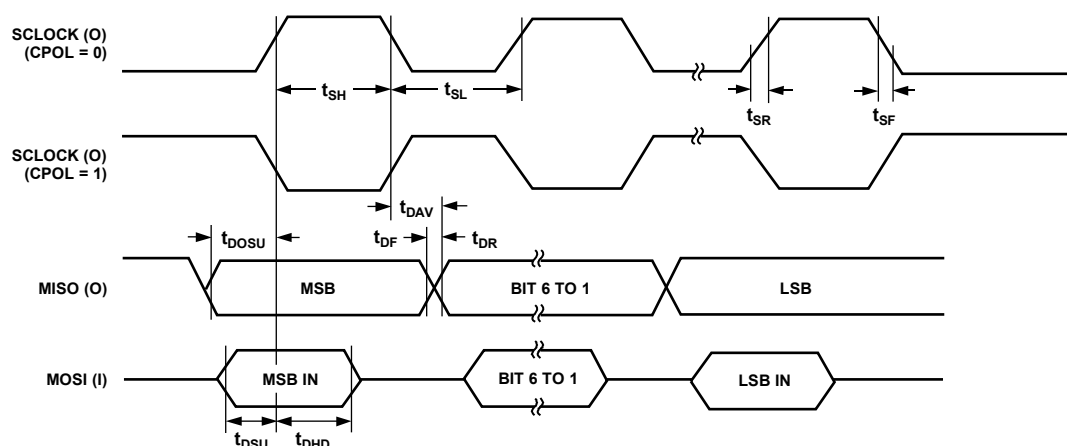 SCLOCK (O)
(CPOL = 0)
tSH
tSL
tSR
tSF
SCLOCK (O)
(CPOL = 1)
tDAV
tDOSU
tDF
tDR
MISO (O)
MSB
BIT 6 TO 1
LSB
MOSI (I)
MSB IN
BIT 6 TO 1
LSB IN
tDSU
tDHD